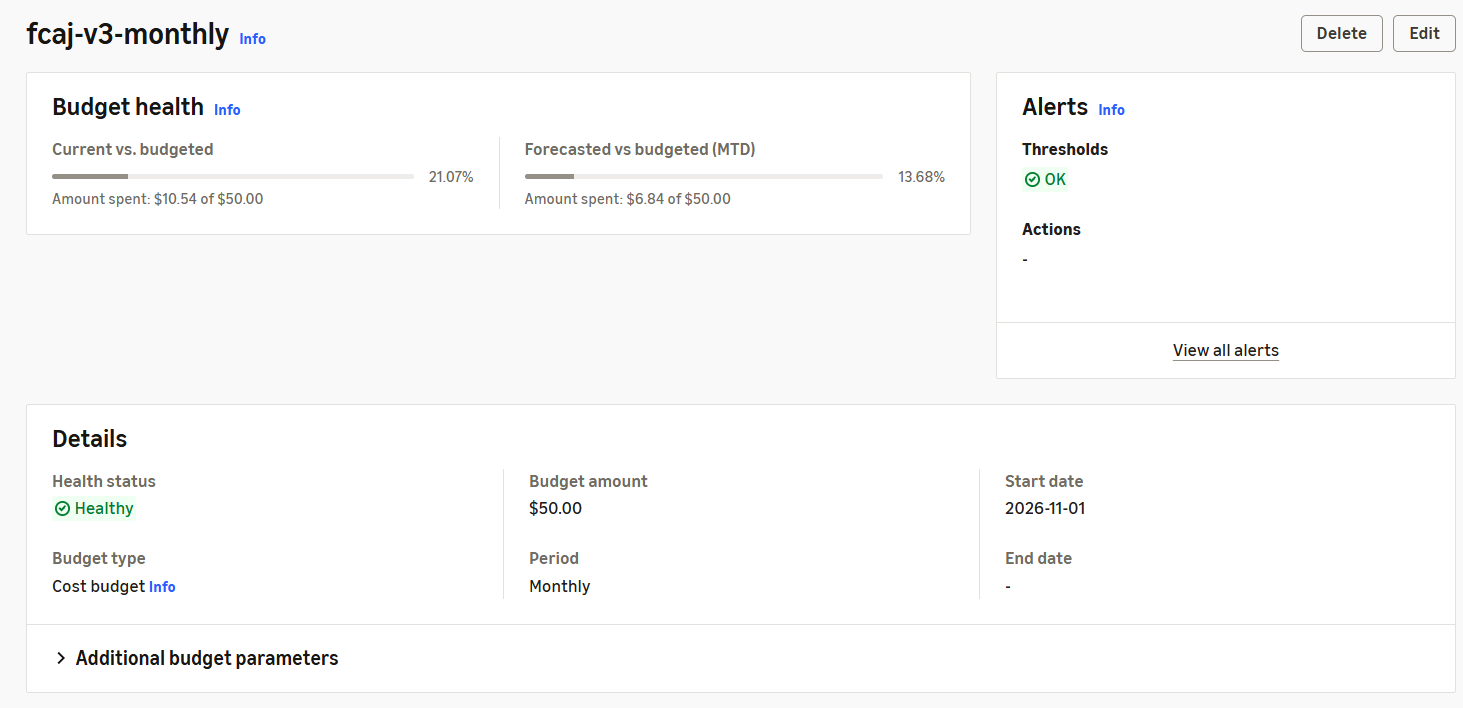 fcaj-v3-monthly Info
Delete
Edit
Budget health Info
Current vs. budgeted
21.07%
Amount spent: $10.54 of $50.00
Forecasted vs budgeted (MTD)
13.68%
Amount spent: $6.84 of $50.00
Alerts Info
Thresholds
OK
Actions
-
View all alerts
Details
Health status
Healthy
Budget type
Cost budget Info
Budget amount
$50.00
Period
Monthly
Start date
2026-11-01
End date
-
Additional budget parameters